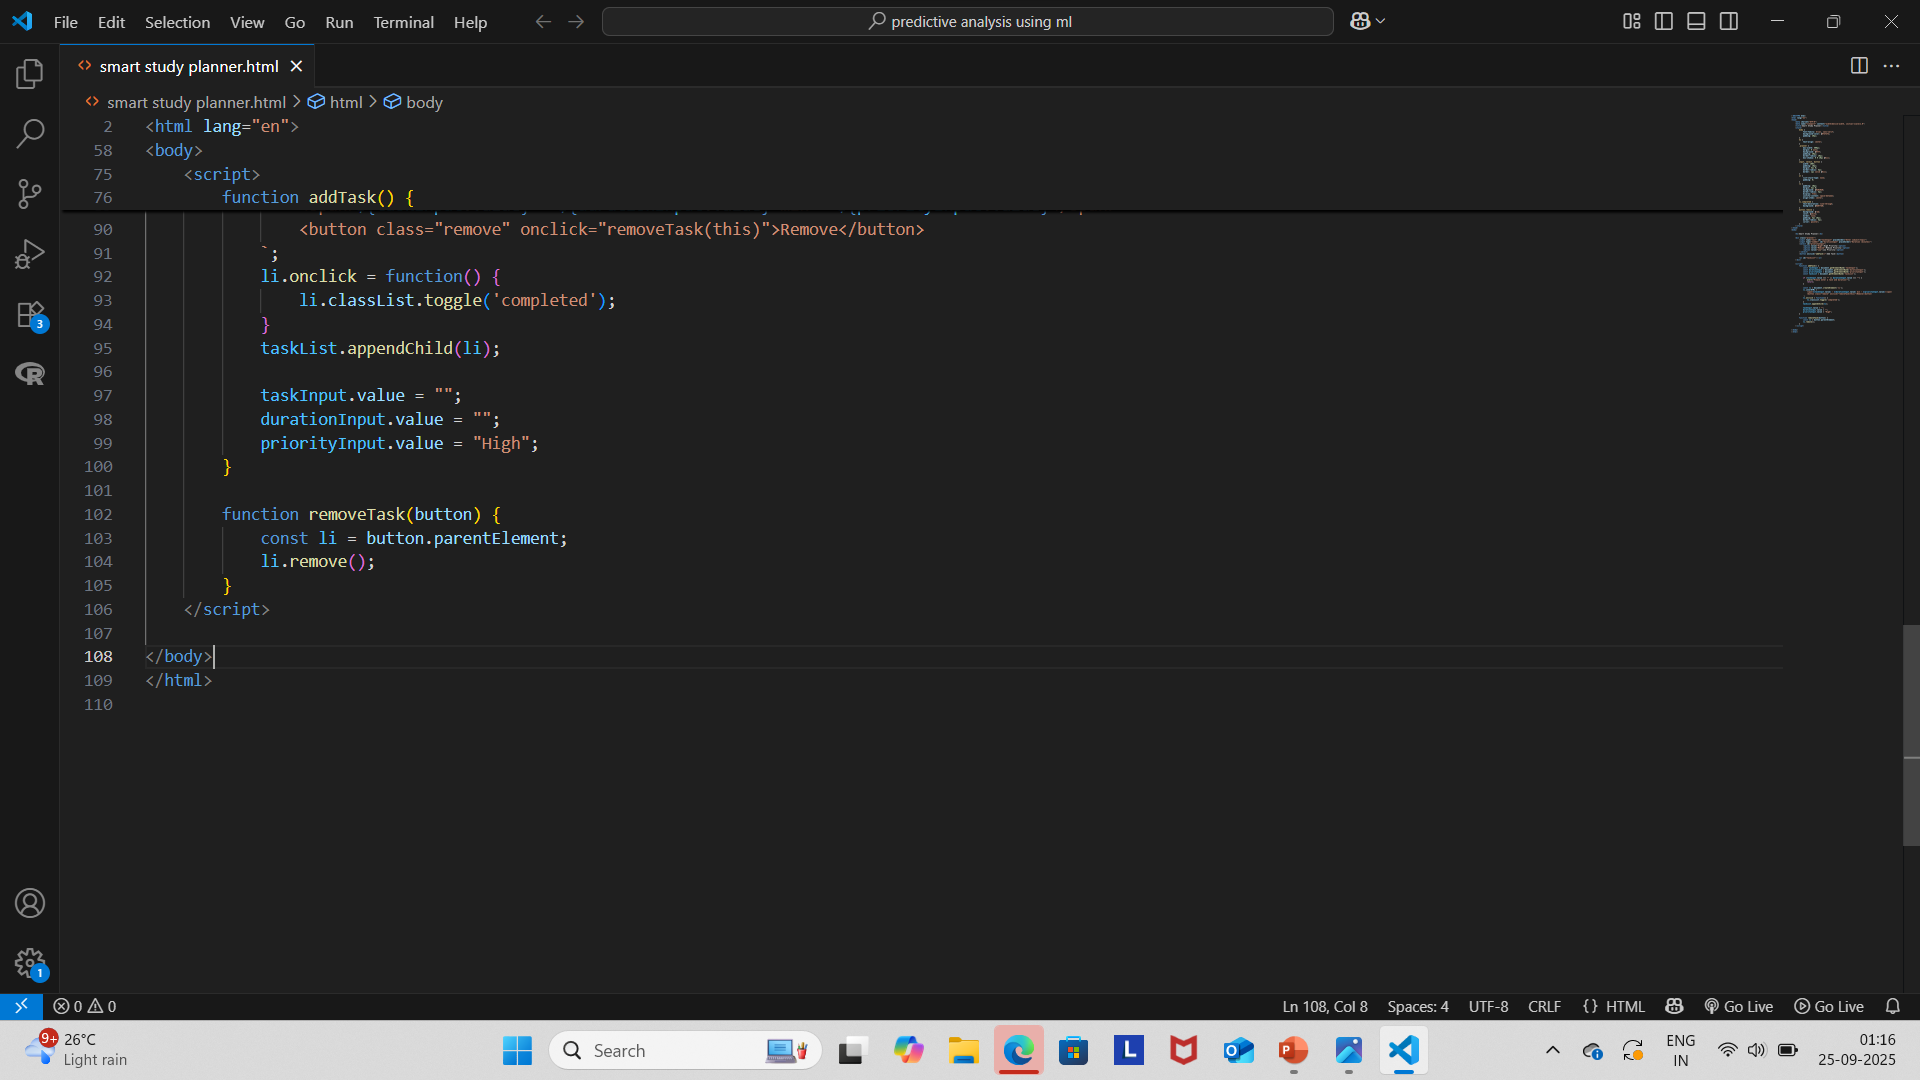 File Edit Selection View Go Run Terminal Help
predictive analysis using ml
smart study planner.html
smart study planner.html > html > body
2 <html lang="en">
58 <body>
75 <script>
76 function addTask() {
90 <button class="remove" onclick="removeTask(this)">Remove</button>
91 `;
92 li.onclick = function() {
93 li.classList.toggle('completed');
94 }
95 taskList.appendChild(li);
96
97 taskInput.value = "";
98 durationInput.value = "";
99 priorityInput.value = "High";
100 }
101
102 function removeTask(button) {
103 const li = button.parentElement;
104 li.remove();
105 }
106 </script>
107
108 </body>
109 </html>
110
3
1
0 0
Ln 108, Col 8 Spaces: 4 UTF-8 CRLF {} HTML Go Live Go Live
9+ 26°C
Light rain
Search
L
P
ENG
IN
01:16
25-09-2025